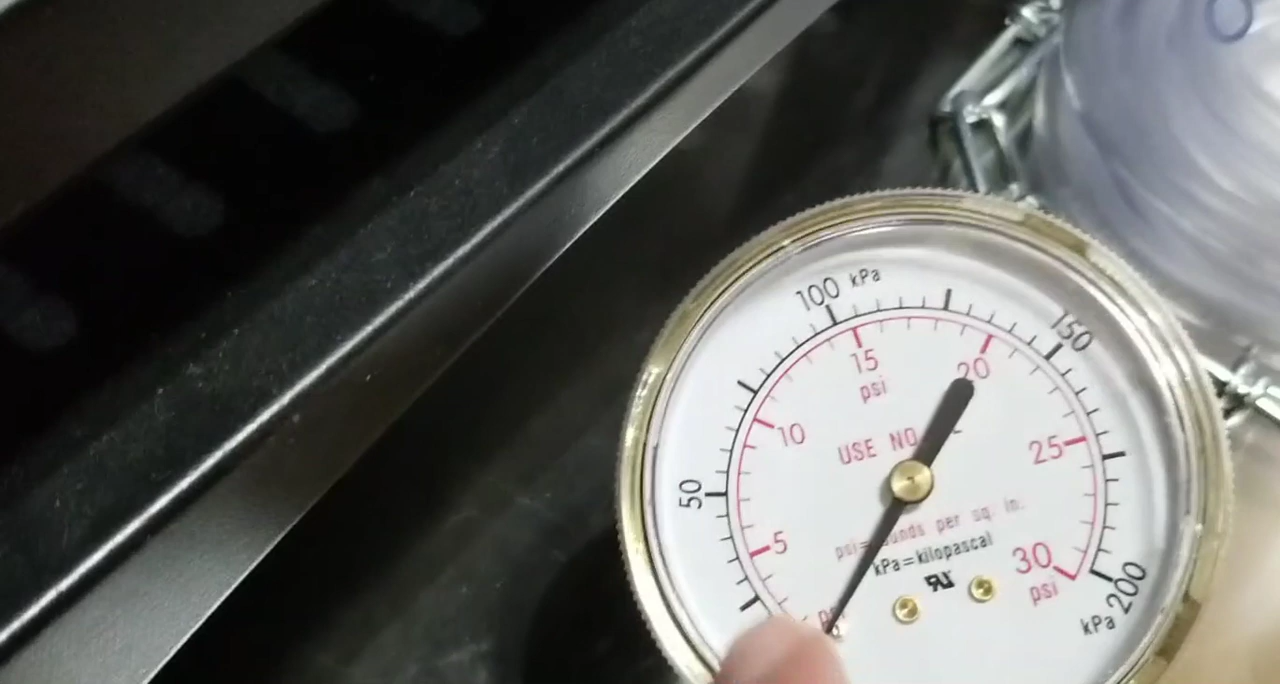 100 kPa
150
15
psi
20
10
USE NO
25
50
psi= unds per sq. in.
kPa=kilopascal
5
30
psi
200
kPa